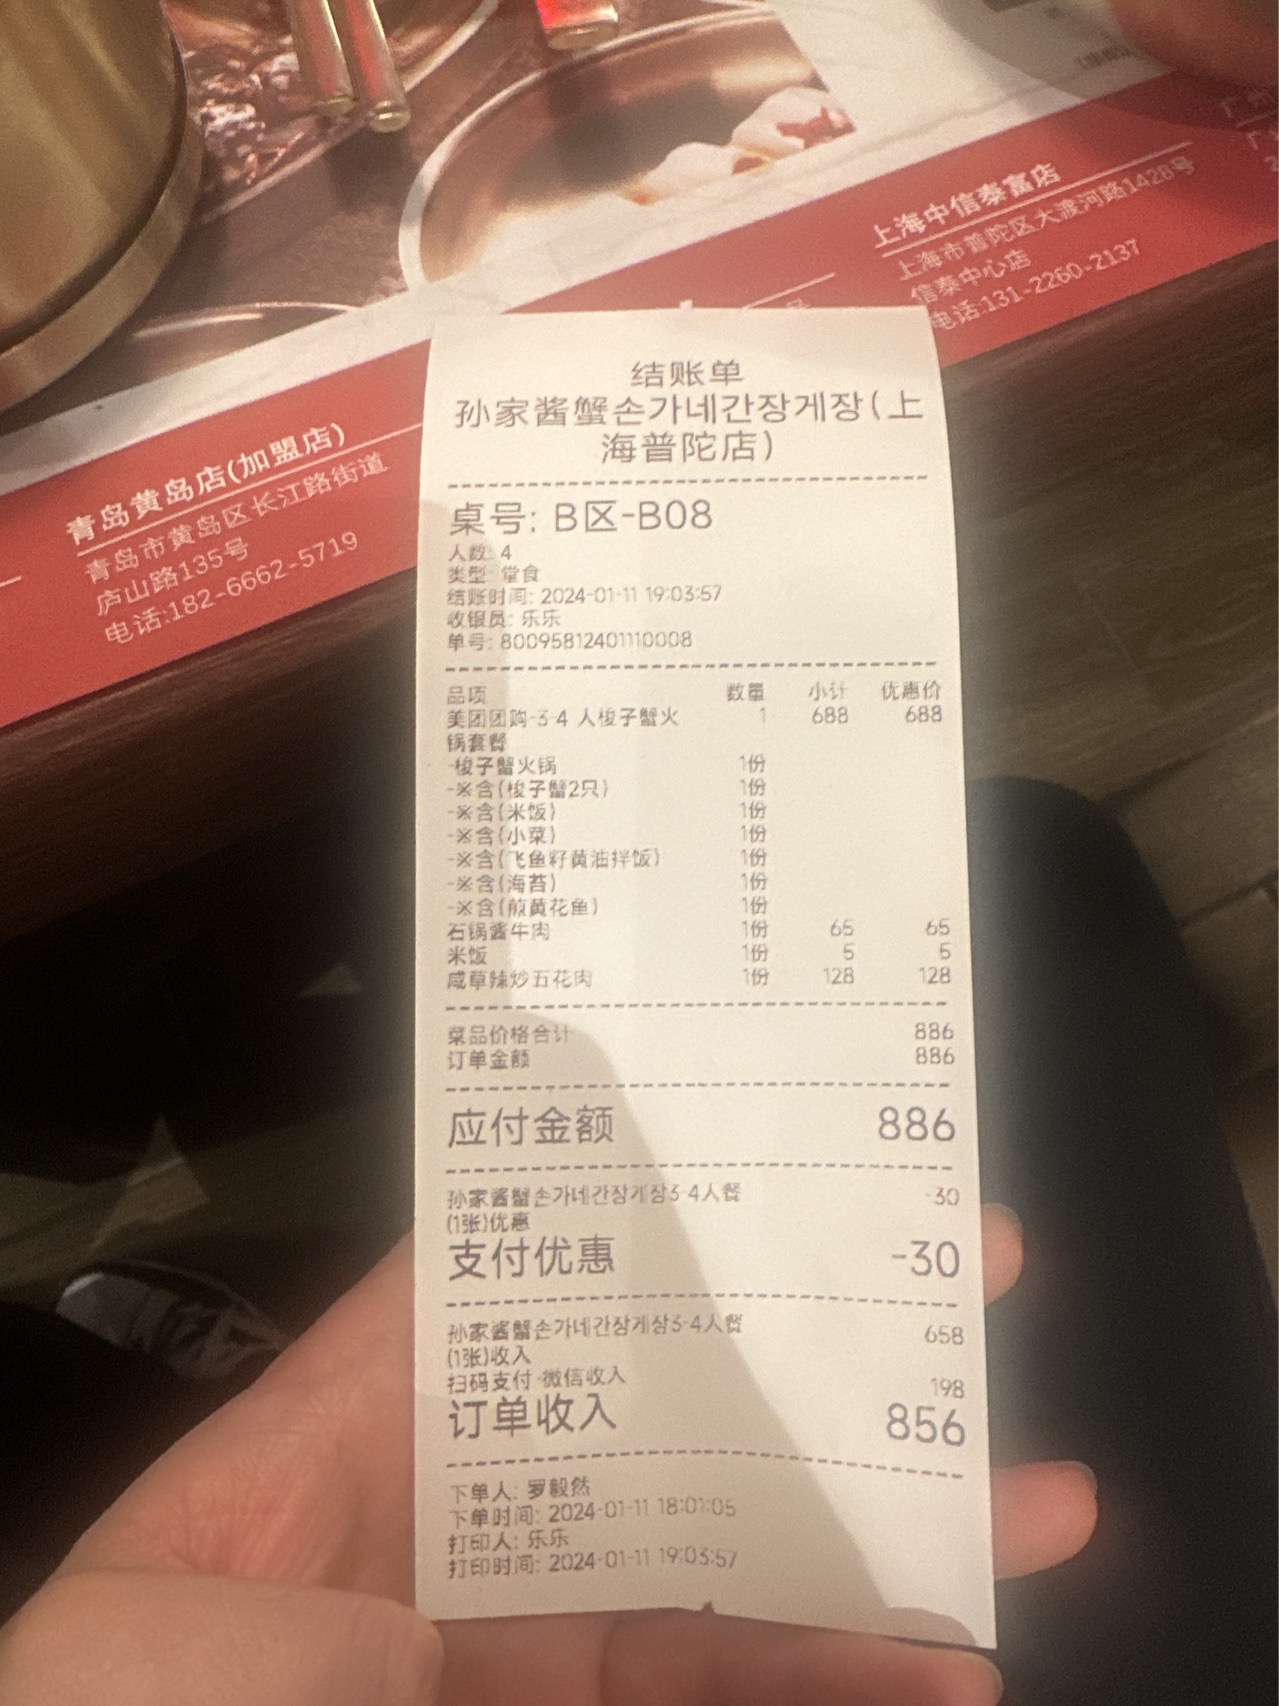 上海中信泰富店
上海市普陀区大渡河路1428号
信泰中心店
电话:131-2260-2137
青岛黄岛店(加盟店)
青岛市黄岛区长江路街道
庐山路135号
电话:182-6662-5719
结账单
孙家酱蟹손가네간장게장(上
海普陀店)
桌号: B区-B08
人数: 4
类型: 堂食
结账时间: 2024-01-11 19:03:57
收银员: 乐乐
单号: 80095812401110008
品项 数量 小计 优惠价
美团团购-3-4 人梭子蟹火 1 688 688
锅套餐
-梭子蟹火锅 1份
-※含(梭子蟹2只) 1份
-※含(米饭) 1份
-※含(小菜) 1份
-※含(飞鱼籽黄油拌饭) 1份
-※含(海苔) 1份
-※含(煎黄花鱼) 1份
石锅酱牛肉 1份 65 65
米饭 1份 5 5
咸草辣炒五花肉 1份 128 128
菜品价格合计 886
订单金额 886
应付金额 886
孙家酱蟹손가네간장게장3-4人餐 -30
(1张)优惠
支付优惠 -30
孙家酱蟹손가네간장게장3-4人餐 658
(1张)收入
扫码支付-微信收入 198
订单收入 856
下单人: 罗毅然
下单时间: 2024-01-11 18:01:05
打印人: 乐乐
打印时间: 2024-01-11 19:03:57